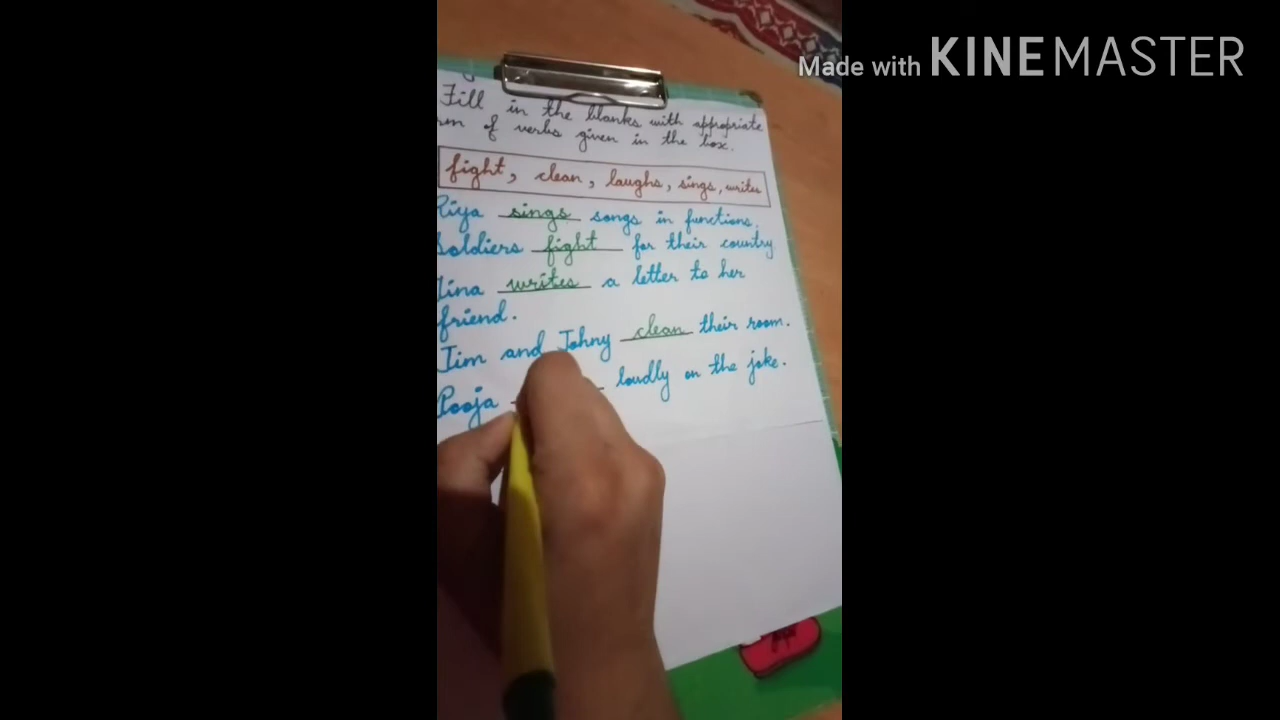 Made with KINEMASTER
Fill in the blanks with appropriate
of verbs given in the box.
fight, clean, laughs, sings, writes
Riya sings songs in functions.
Soldiers fight for their country
writes a letter to her
friend.
Jim and Johny clean their room.
Pooja loudly on the joke.